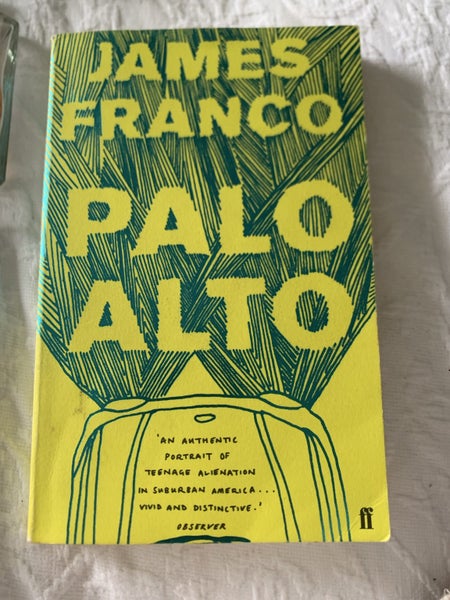 JAMES
FRANCO
PALO
ALTO
'AN AUTHENTIC
PORTRAIT OF
TEENAGE ALIENATION
IN SUBURBAN AMERICA...
VIVID AND DISTINCTIVE.'
OBSERVER
ff